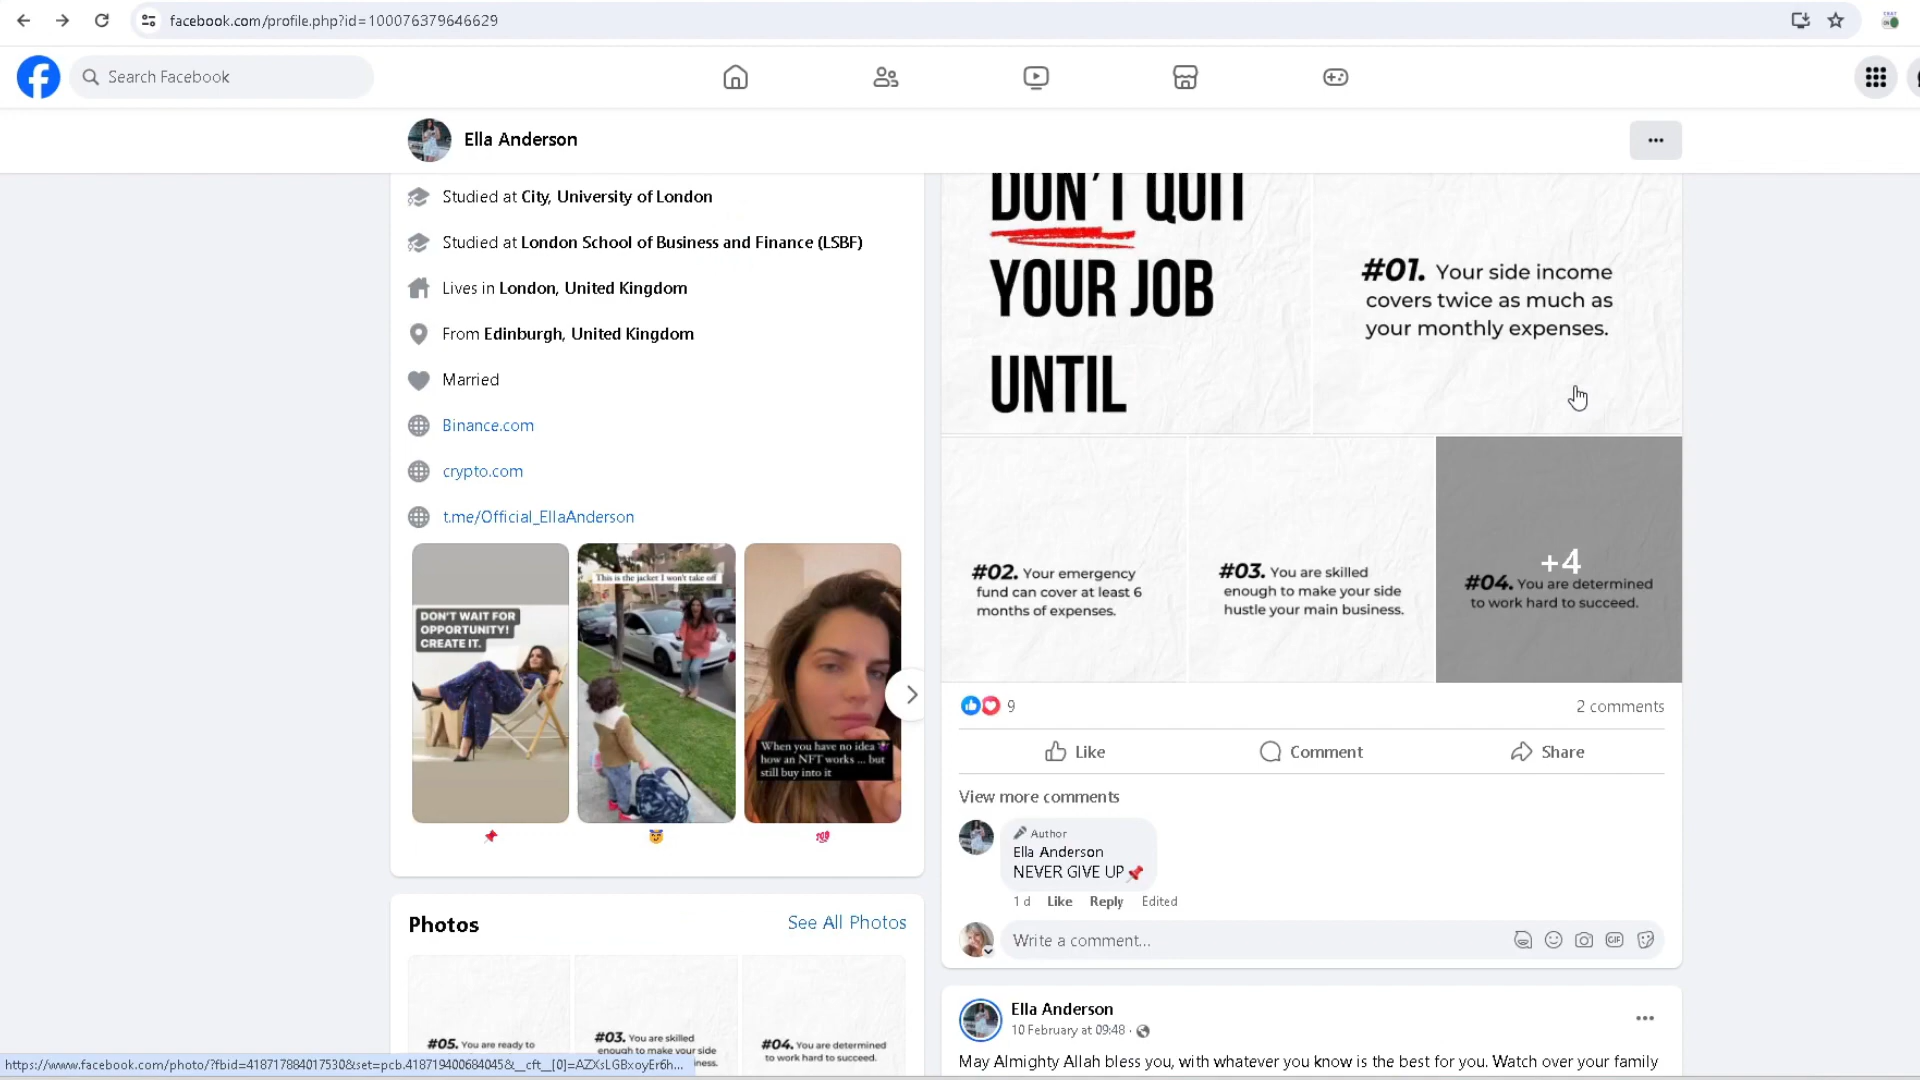 facebook.com/profile.php?id=100076379646629
Search Facebook
Ella Anderson
Studied at City, University of London
Studied at London School of Business and Finance (LSBF)
Lives in London, United Kingdom
From Edinburgh, United Kingdom
Married
Binance.com
crypto.com
t.me/Official_EllaAnderson
DON'T WAIT FOR
OPPORTUNITY!
CREATE IT.
This is the jacket I won't take off
When you have no idea
how an NFT works ... but
still buy into it
Photos
See All Photos
#05. You are ready to
#03. You are skilled
enough to make your side
#04. You are determined
to work hard to succeed.
DON'T QUIT
YOUR JOB
UNTIL
#01. Your side income
covers twice as much as
your monthly expenses.
#02. Your emergency
fund can cover at least 6
months of expenses.
#03. You are skilled
enough to make your side
hustle your main business.
+4
#04. You are determined
to work hard to succeed.
9
2 comments
Like
Comment
Share
View more comments
Author
Ella Anderson
NEVER GIVE UP
1 d Like Reply Edited
Write a comment...
GIF
Ella Anderson
10 February at 09:48 ·
May Almighty Allah bless you, with whatever you know is the best for you. Watch over your family
https://www.facebook.com/photo/?fbid=418717884017530&set=pcb.418719400684045&__cft__[0]=AZXsLGBxoyEr6h...